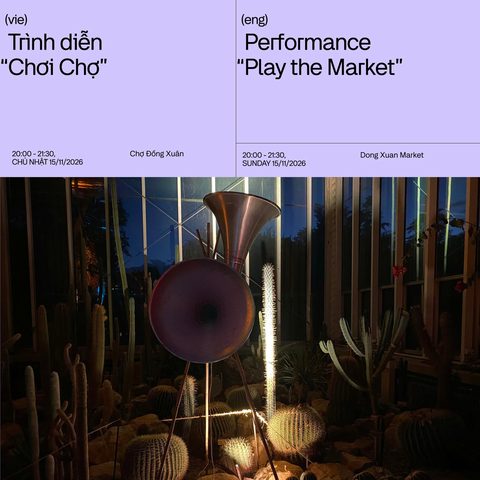 (vie)
Trình diễn
“Chơi Chợ”
20:00 - 21:30,
CHỦ NHẬT 15/11/2026
Chợ Đồng Xuân
(eng)
Performance
“Play the Market”
20:00 - 21:30,
SUNDAY 15/11/2026
Dong Xuan Market